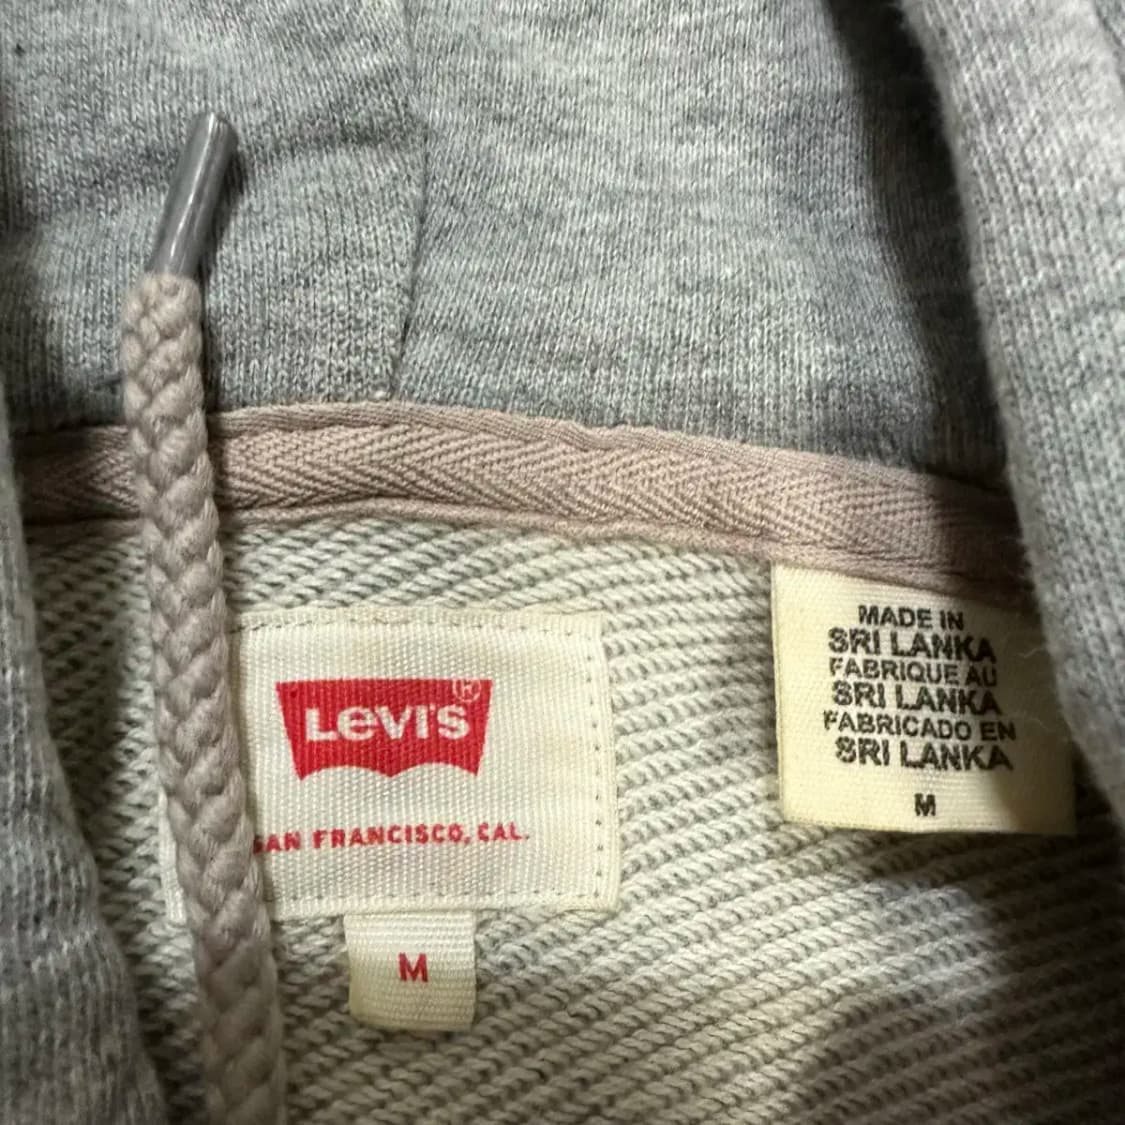 LEVI'S®
SAN FRANCISCO, CAL.
M
MADE IN
SRI LANKA
FABRIQUE AU
SRI LANKA
FABRICADO EN
SRI LANKA
M